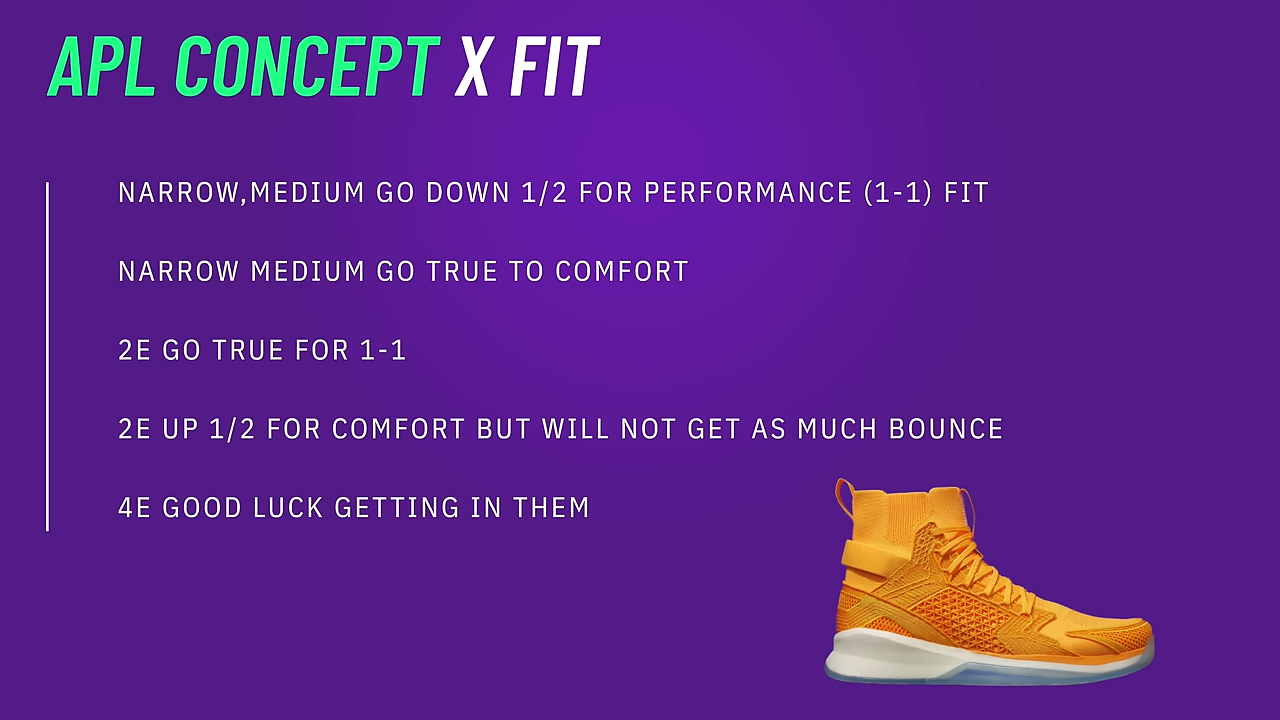 APL CONCEPT X FIT
NARROW,MEDIUM GO DOWN 1/2 FOR PERFORMANCE (1-1) FIT
NARROW MEDIUM GO TRUE TO COMFORT
2E GO TRUE FOR 1-1
2E UP 1/2 FOR COMFORT BUT WILL NOT GET AS MUCH BOUNCE
4E GOOD LUCK GETTING IN THEM